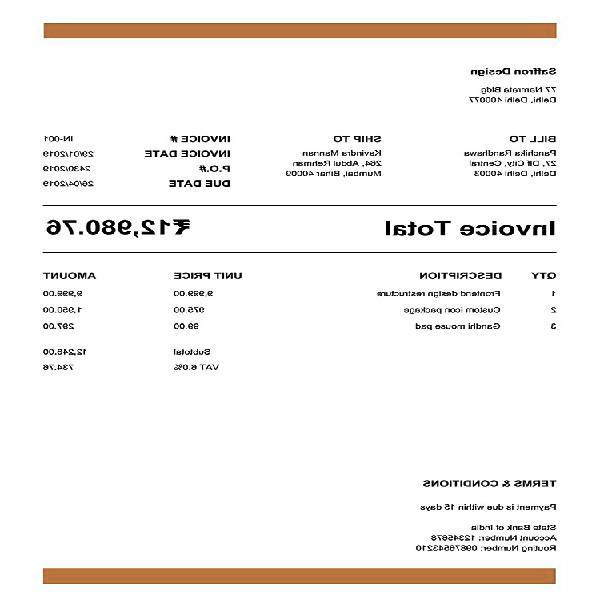 Saffron Design
77 Namrata Bldg
Delhi, Delhi 400077
BILL TO
Panchika Randhawa
27, Dlf City, Central
Delhi, Delhi 40003
SHIP TO
Kavindra Mannan
264, Abdul Rehman
Mumbai, Bihar 40009
INVOICE # IN-001
INVOICE DATE 29/01/2019
P.O.# 2430/2019
DUE DATE 26/04/2019
Invoice Total ₹12,980.76
QTY DESCRIPTION UNIT PRICE AMOUNT
1 Frontend design restructure 9,999.00 9,999.00
2 Custom icon package 975.00 1,950.00
3 Gandhi mouse pad 99.00 297.00
Subtotal 12,246.00
VAT 6.0% 734.76
TERMS & CONDITIONS
Payment is due within 15 days
State Bank of India
Account Number: 12345678
Routing Number: 09876543210